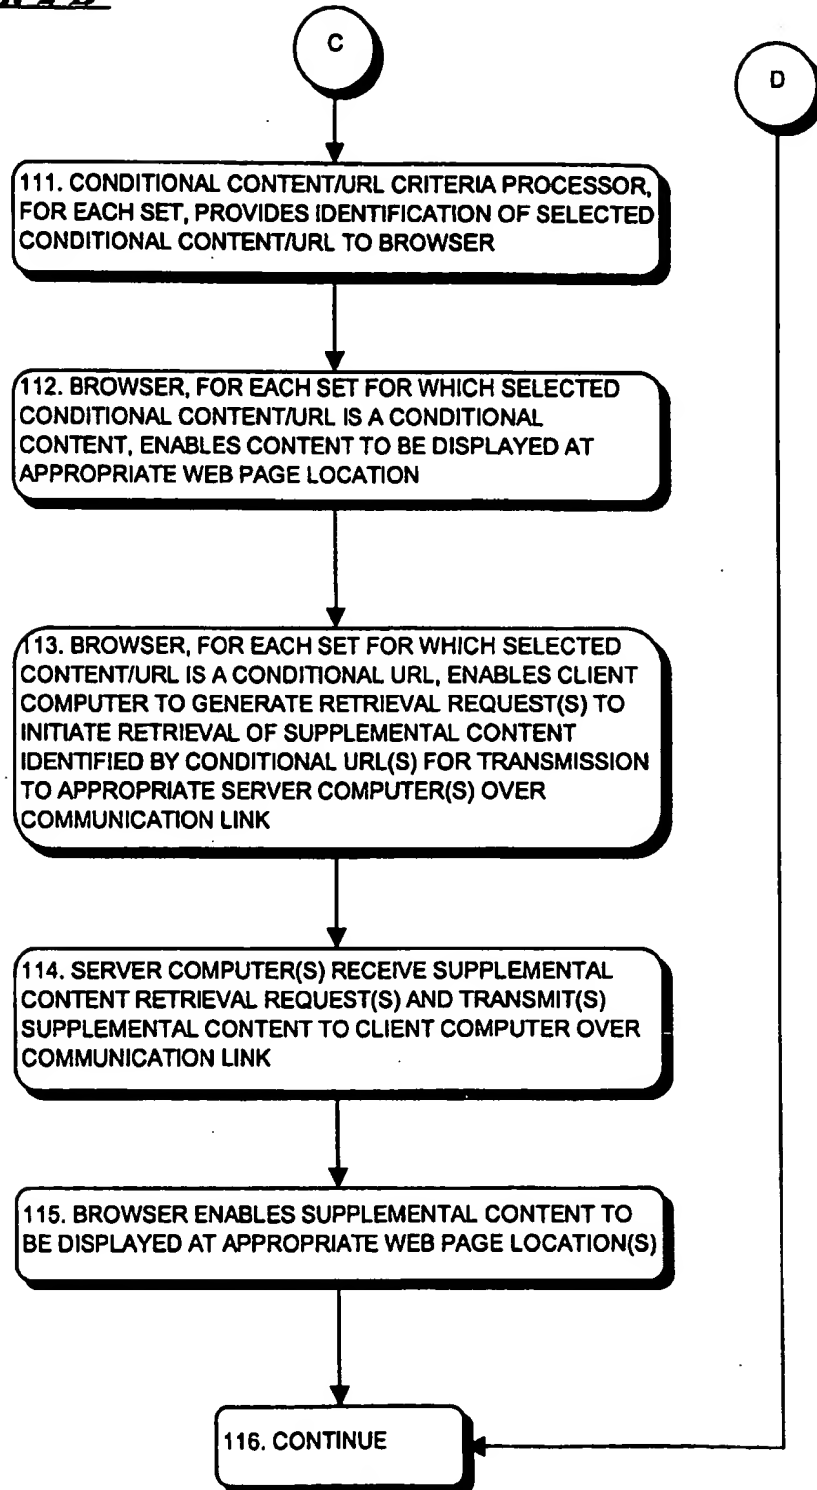 C
D
111. CONDITIONAL CONTENT/URL CRITERIA PROCESSOR,
FOR EACH SET, PROVIDES IDENTIFICATION OF SELECTED
CONDITIONAL CONTENT/URL TO BROWSER
112. BROWSER, FOR EACH SET FOR WHICH SELECTED
CONDITIONAL CONTENT/URL IS A CONDITIONAL
CONTENT, ENABLES CONTENT TO BE DISPLAYED AT
APPROPRIATE WEB PAGE LOCATION
113. BROWSER, FOR EACH SET FOR WHICH SELECTED
CONTENT/URL IS A CONDITIONAL URL, ENABLES CLIENT
COMPUTER TO GENERATE RETRIEVAL REQUEST(S) TO
INITIATE RETRIEVAL OF SUPPLEMENTAL CONTENT
IDENTIFIED BY CONDITIONAL URL(S) FOR TRANSMISSION
TO APPROPRIATE SERVER COMPUTER(S) OVER
COMMUNICATION LINK
114. SERVER COMPUTER(S) RECEIVE SUPPLEMENTAL
CONTENT RETRIEVAL REQUEST(S) AND TRANSMIT(S)
SUPPLEMENTAL CONTENT TO CLIENT COMPUTER OVER
COMMUNICATION LINK
115. BROWSER ENABLES SUPPLEMENTAL CONTENT TO
BE DISPLAYED AT APPROPRIATE WEB PAGE LOCATION(S)
116. CONTINUE